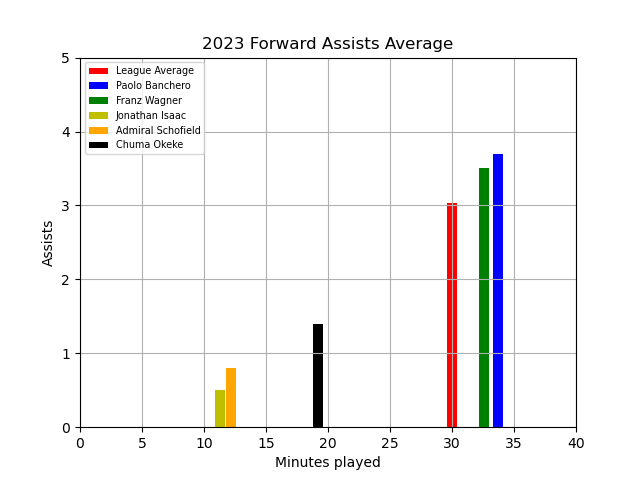 2023 Forward Assists Average
5
4
3
2
1
0
Assists
League Average
Paolo Banchero
Franz Wagner
Jonathan Isaac
Admiral Schofield
Chuma Okeke
0 5 10 15 20 25 30 35 40
Minutes played